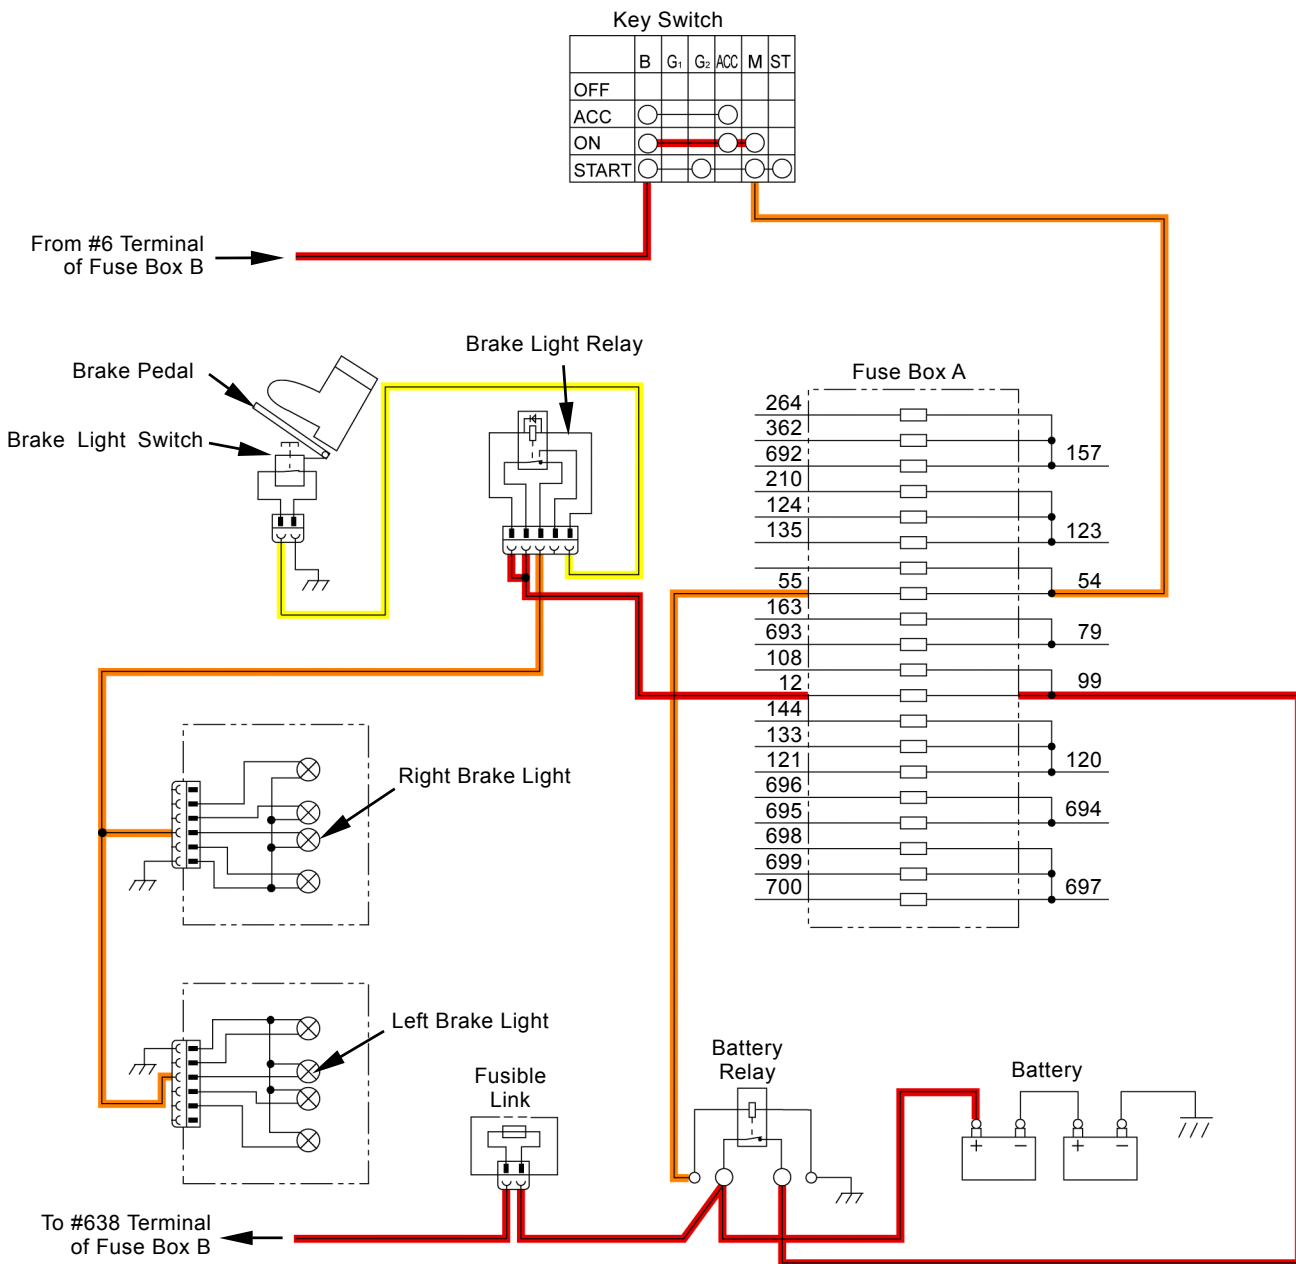 Key Switch
B G₁ G₂ ACC M ST
OFF
ACC
ON
START
From #6 Terminal
of Fuse Box B
Brake Pedal
Brake Light Switch
Brake Light Relay
Fuse Box A
264
362
692 157
210
124
135 123
55 54
163
693 79
108
12 99
144
133
121 120
696
695 694
698
699
700 697
Right Brake Light
Left Brake Light
Fusible
Link
Battery
Relay
Battery
+ − + −
To #638 Terminal
of Fuse Box B